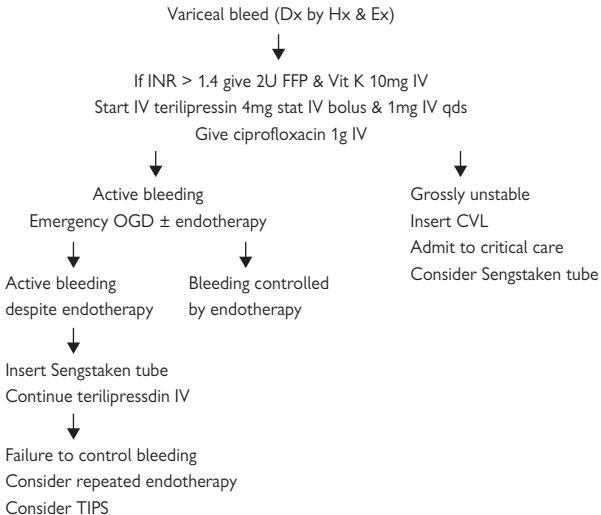 Variceal bleed (Dx by Hx & Ex)
If INR > 1.4 give 2U FFP & Vit K 10mg IV
Start IV terilipressin 4mg stat IV bolus & 1mg IV qds
Give ciprofloxacin 1g IV
Active bleeding
Emergency OGD ± endotherapy
Grossly unstable
Insert CVL
Admit to critical care
Consider Sengstaken tube
Active bleeding
despite endotherapy
Bleeding controlled
by endotherapy
Insert Sengstaken tube
Continue terilipressdin IV
Failure to control bleeding
Consider repeated endotherapy
Consider TIPS